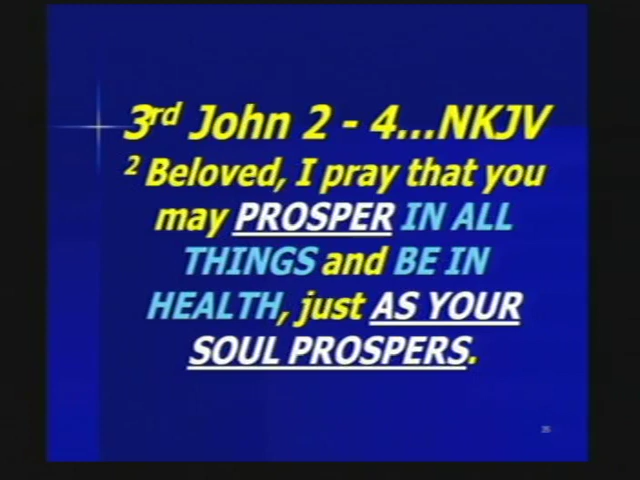 3rd John 2 - 4...NKJV
2 Beloved, I pray that you
may PROSPER IN ALL
THINGS and BE IN
HEALTH, just AS YOUR
SOUL PROSPERS.